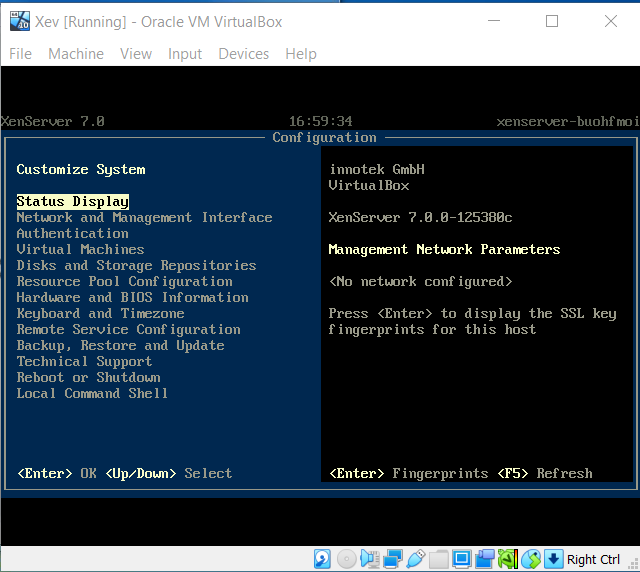 Xev [Running] - Oracle VM VirtualBox
File Machine View Input Devices Help
XenServer 7.0 16:59:34 xenserver-buohfmoi
Configuration
Customize System
Status Display
Network and Management Interface
Authentication
Virtual Machines
Disks and Storage Repositories
Resource Pool Configuration
Hardware and BIOS Information
Keyboard and Timezone
Remote Service Configuration
Backup, Restore and Update
Technical Support
Reboot or Shutdown
Local Command Shell
<Enter> OK <Up/Down> Select
innotek GmbH
VirtualBox
XenServer 7.0.0-125380c
Management Network Parameters
<No network configured>
Press <Enter> to display the SSL key
fingerprints for this host
<Enter> Fingerprints <F5> Refresh
Right Ctrl